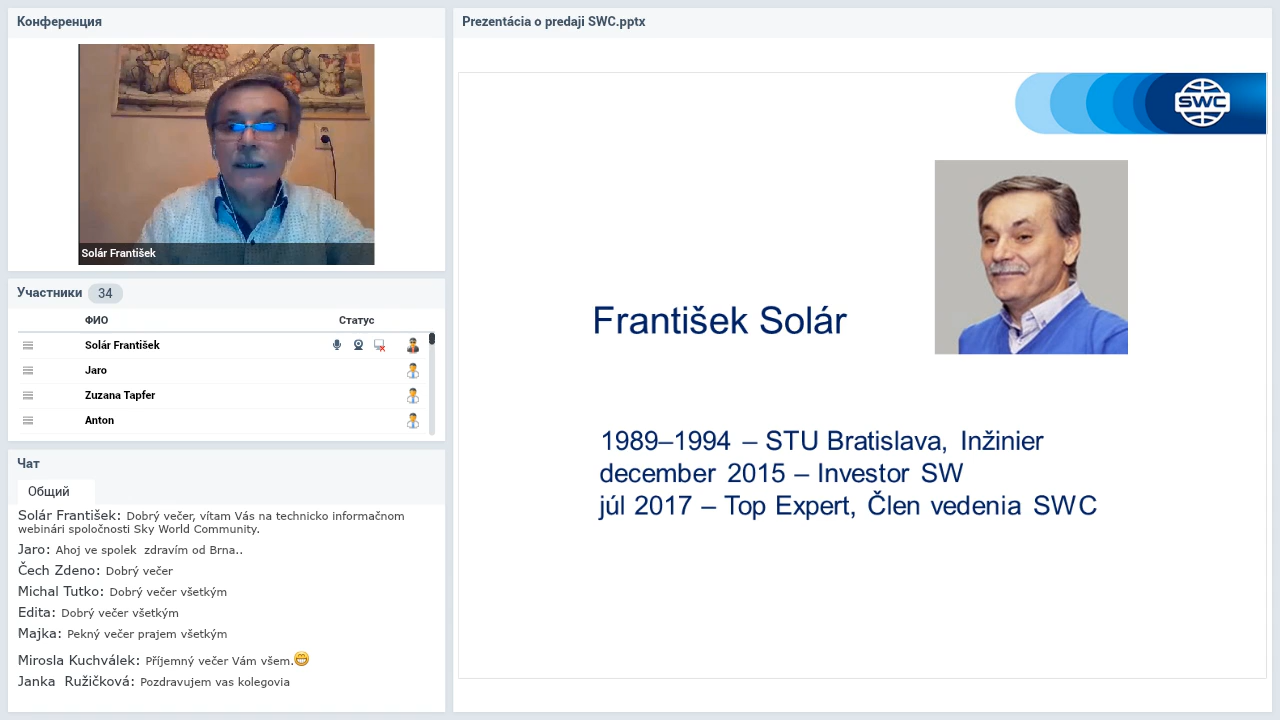 Конференция
Solár František
Участники 34
ФИО Статус
Solár František
Jaro
Zuzana Tapfer
Anton
Чат
Общий
Solár František: Dobrý večer, vítam Vás na technicko informačnom
webinári spoločnosti Sky World Community.
Jaro: Ahoj ve spolek zdravím od Brna..
Čech Zdeno: Dobrý večer
Michal Tutko: Dobrý večer všetkým
Edita: Dobrý večer všetkým
Majka: Pekný večer prajem všetkým
Mirosla Kuchválek: Příjemný večer Vám všem.
Janka Ružičková: Pozdravujem vas kolegovia
Prezentácia o predaji SWC.pptx
SWC
František Solár
1989–1994 – STU Bratislava, Inžinier
december 2015 – Investor SW
júl 2017 – Top Expert, Člen vedenia SWC